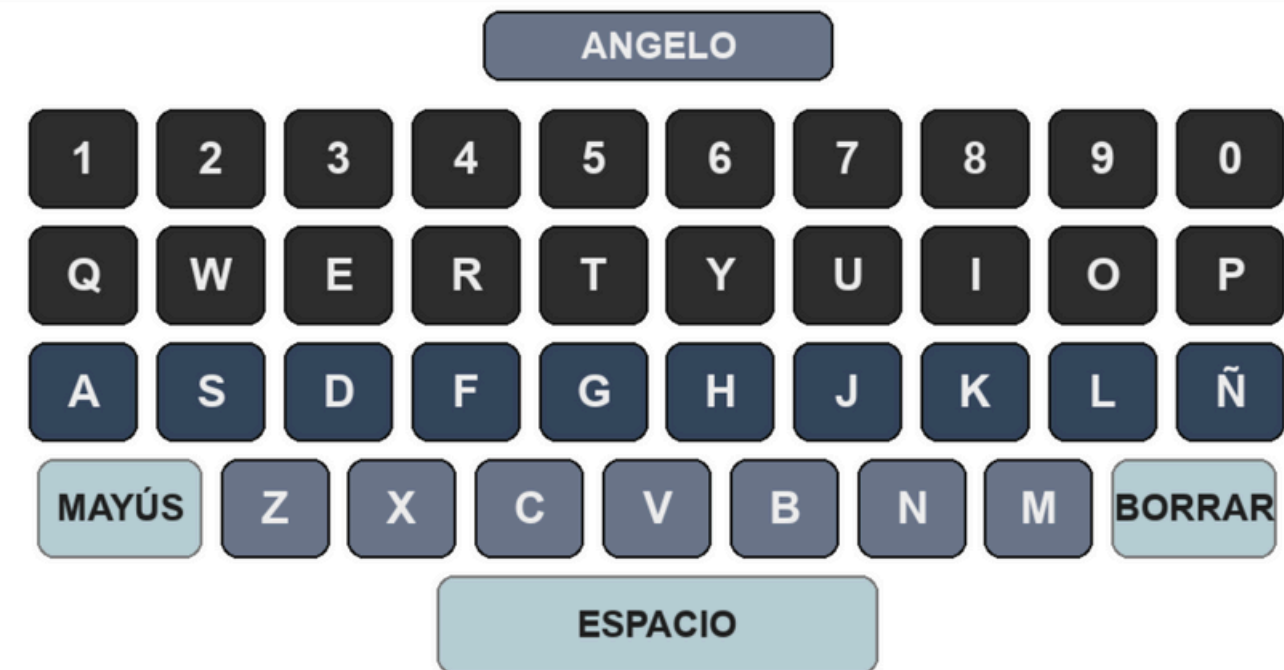 ANGELO
1 2 3 4 5 6 7 8 9 0
Q W E R T Y U I O P
A S D F G H J K L Ñ
MAYÚS Z X C V B N M BORRAR
ESPACIO